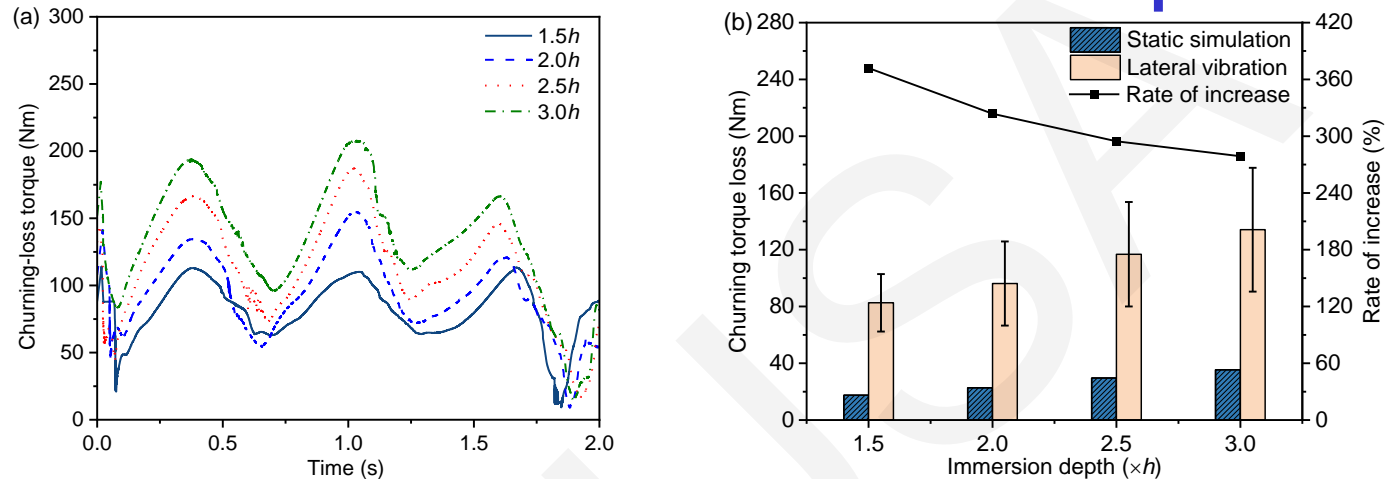 (a)
300
250
200
150
100
50
0
Churning-loss torque (Nm)
1.5h
2.0h
2.5h
3.0h
0.0 0.5 1.0 1.5 2.0
Time (s)
(b)
280
240
200
160
120
80
40
0
Churning torque loss (Nm)
Static simulation
Lateral vibration
Rate of increase
420
360
300
240
180
120
60
0
Rate of increase (%)
1.5 2.0 2.5 3.0
Immersion depth (×h)